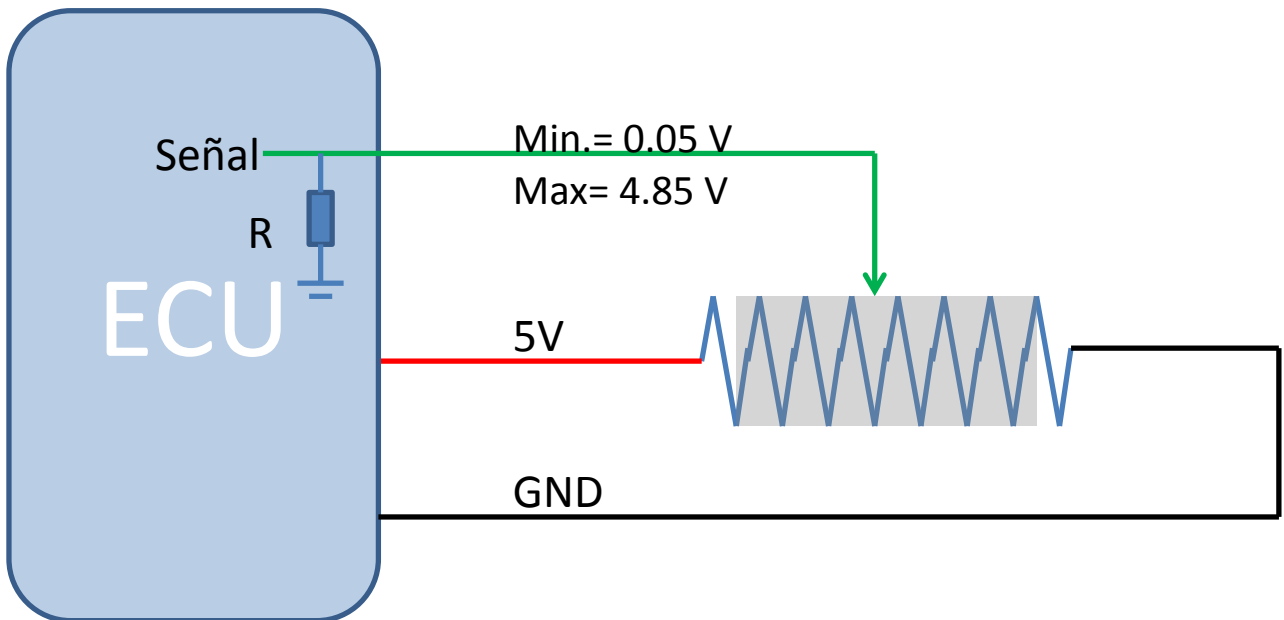 Min.= 0.05 V
Señal
Max= 4.85 V
R
ECU
5V
GND